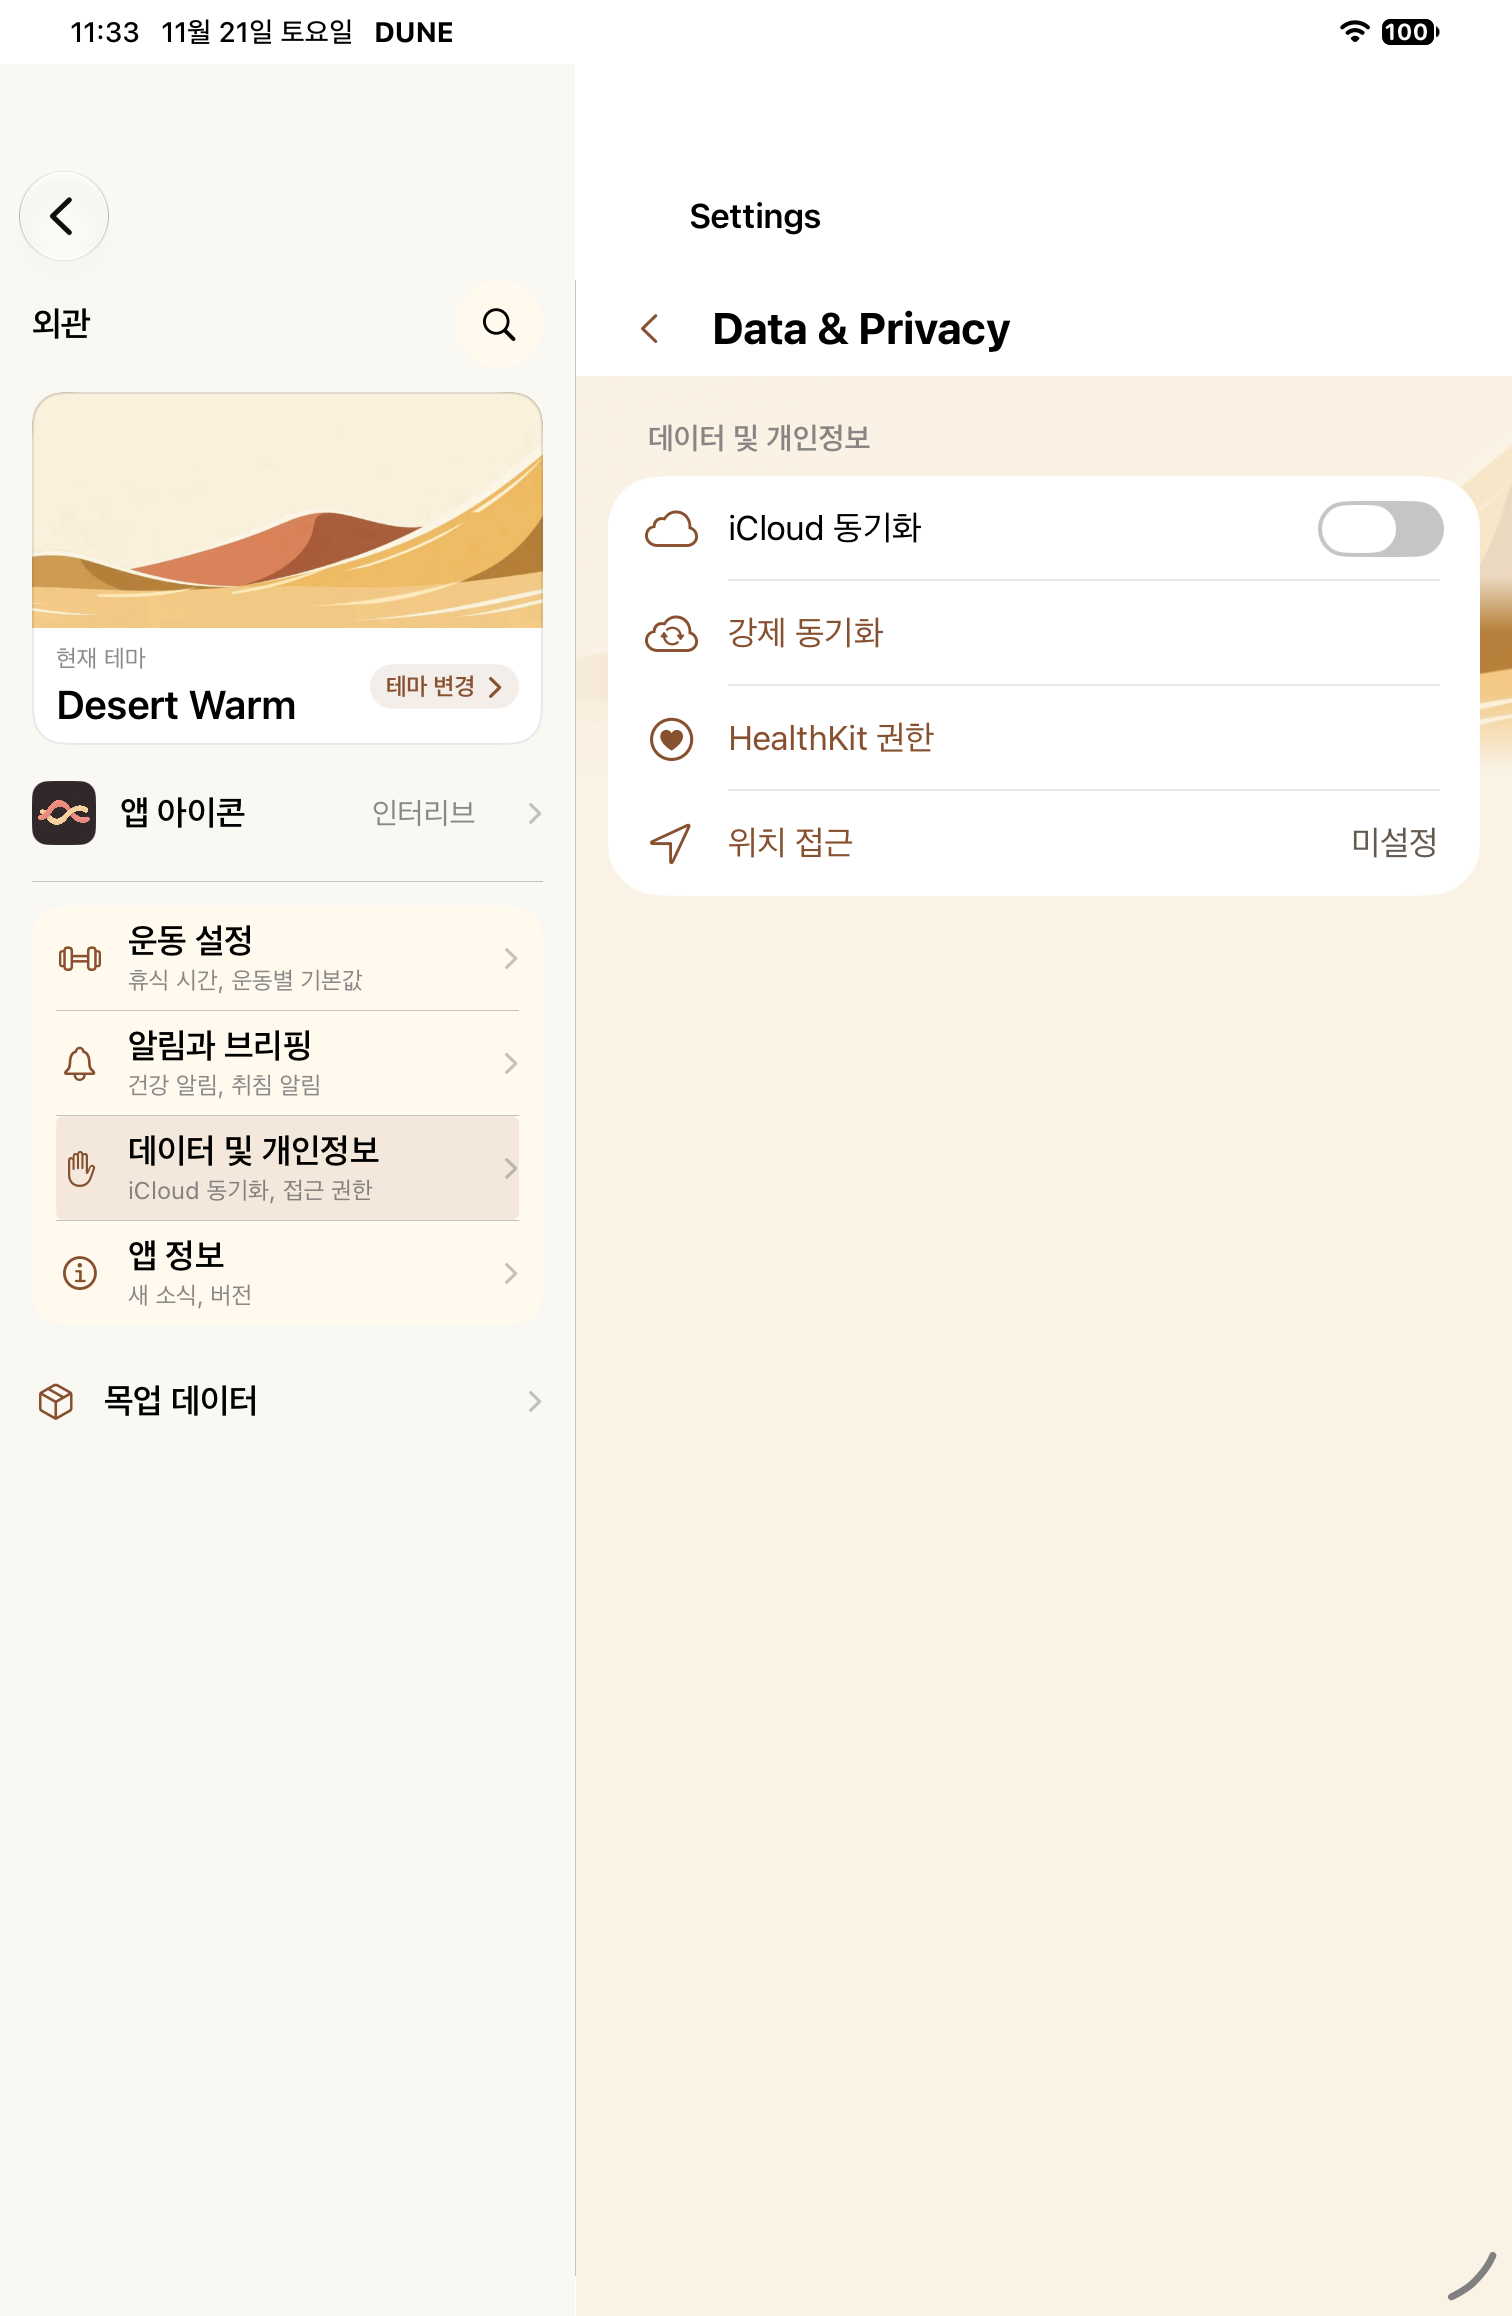 11:33 11월 21일 토요일 DUNE
100
외관
현재 테마
Desert Warm
테마 변경
앱 아이콘
인터리브
운동 설정
휴식 시간, 운동별 기본값
알림과 브리핑
건강 알림, 취침 알림
데이터 및 개인정보
iCloud 동기화, 접근 권한
앱 정보
새 소식, 버전
목업 데이터
Settings
Data & Privacy
데이터 및 개인정보
iCloud 동기화
강제 동기화
HealthKit 권한
위치 접근
미설정